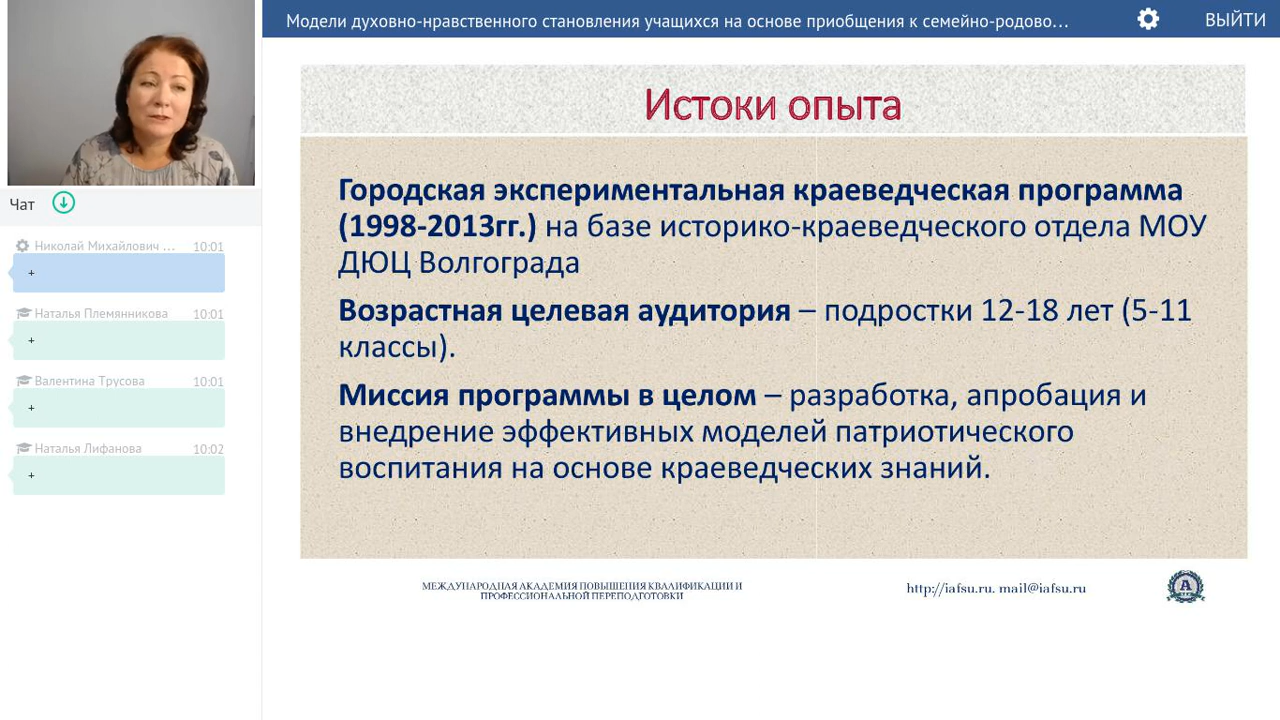 Модели духовно-нравственного становления учащихся на основе приобщения к семейно-родово...
ВЫЙТИ
Чат
Николай Михайлович ... 10:01
+
Наталья Племянникова 10:01
+
Валентина Трусова 10:01
+
Наталья Лифанова 10:02
+
Истоки опыта
Городская экспериментальная краеведческая программа
(1998-2013гг.) на базе историко-краеведческого отдела МОУ
ДЮЦ Волгограда
Возрастная целевая аудитория – подростки 12-18 лет (5-11
классы).
Миссия программы в целом – разработка, апробация и
внедрение эффективных моделей патриотического
воспитания на основе краеведческих знаний.
МЕЖДУНАРОДНАЯ АКАДЕМИЯ ПОВЫШЕНИЯ КВАЛИФИКАЦИИ И
ПРОФЕССИОНАЛЬНОЙ ПЕРЕПОДГОТОВКИ
http://iafsu.ru. mail@iafsu.ru
А